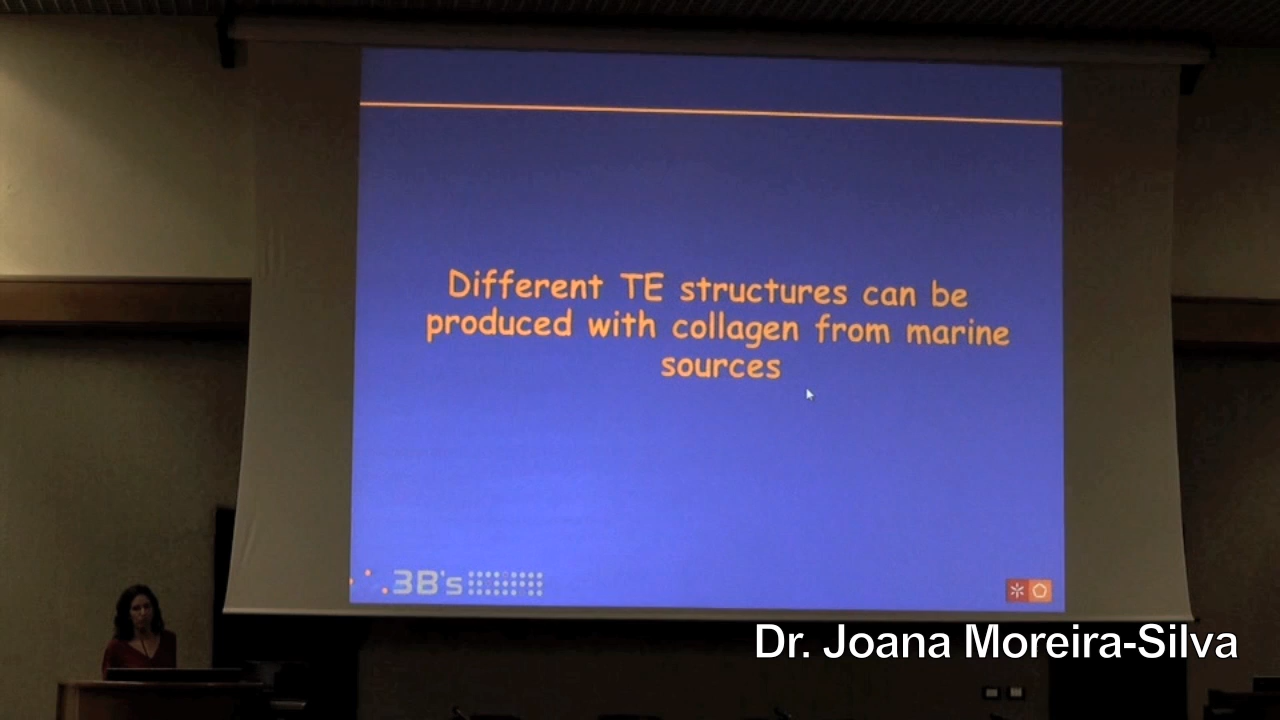 Different TE structures can be
produced with collagen from marine
sources
3B's
Dr. Joana Moreira-Silva